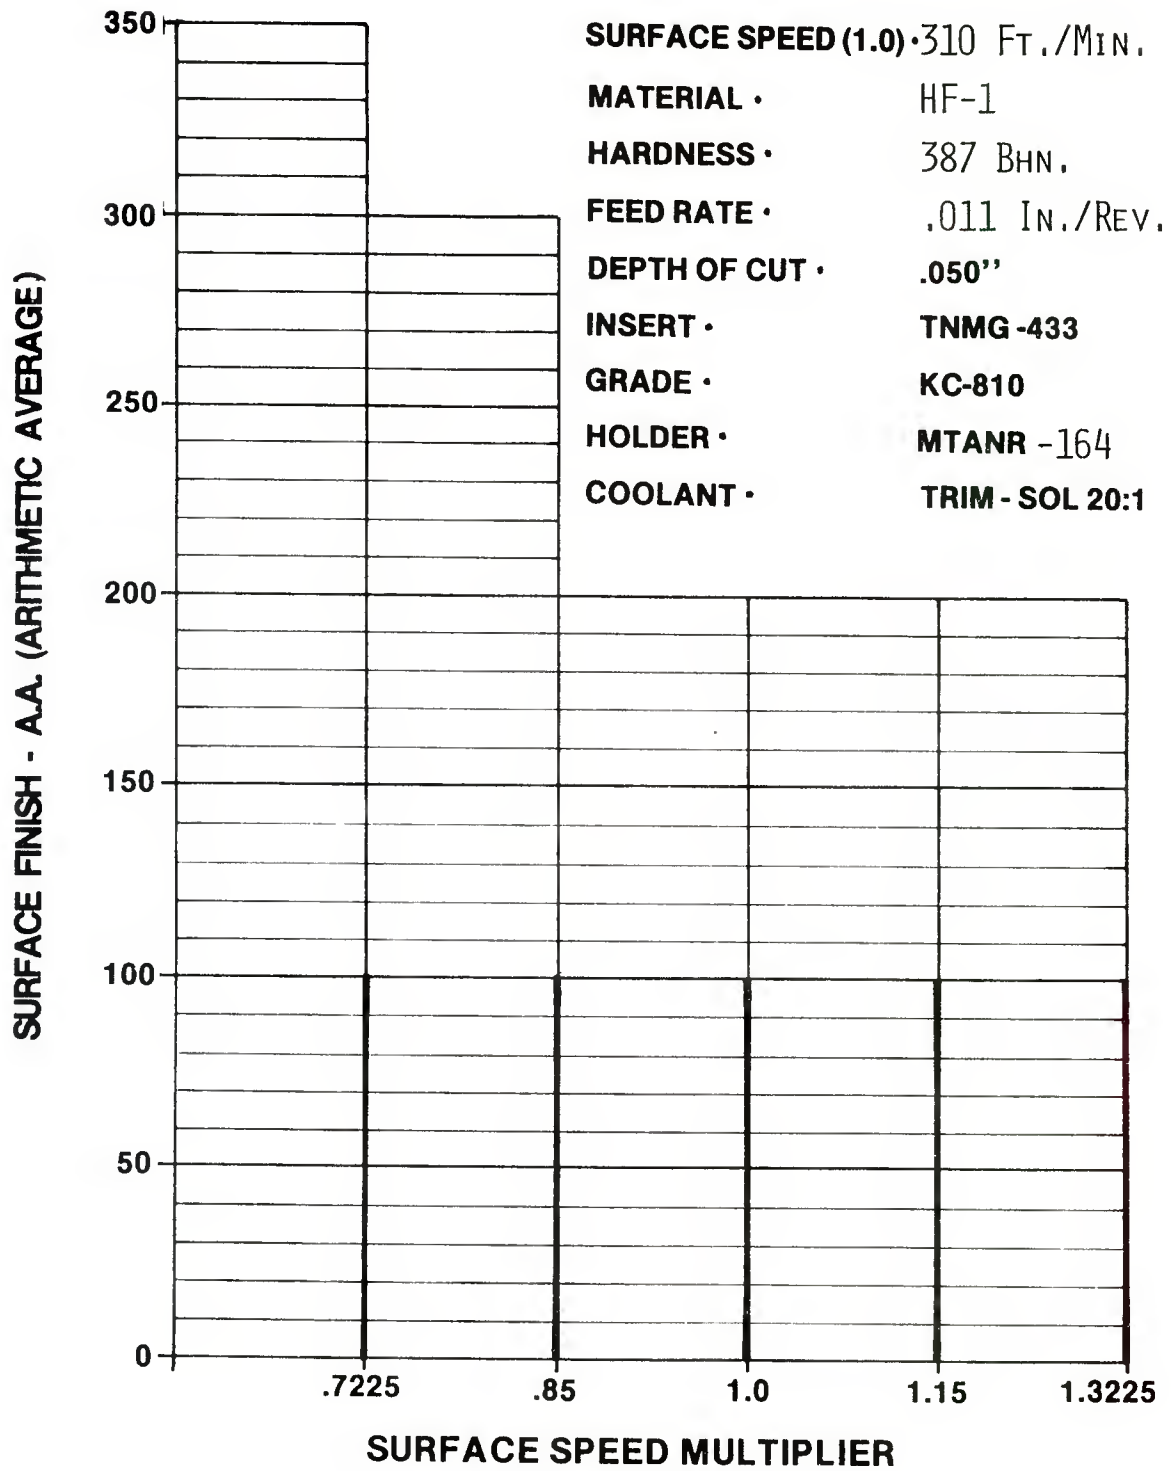 SURFACE SPEED (1.0) · 310 FT./MIN.
MATERIAL · HF-1
HARDNESS · 387 BHN.
FEED RATE · .011 IN./REV.
DEPTH OF CUT · .050’’
INSERT · TNMG -433
GRADE · KC-810
HOLDER · MTANR -164
COOLANT · TRIM - SOL 20:1
SURFACE FINISH - A.A. (ARITHMETIC AVERAGE)
350
300
250
200
150
100
50
0
.7225 .85 1.0 1.15 1.3225
SURFACE SPEED MULTIPLIER